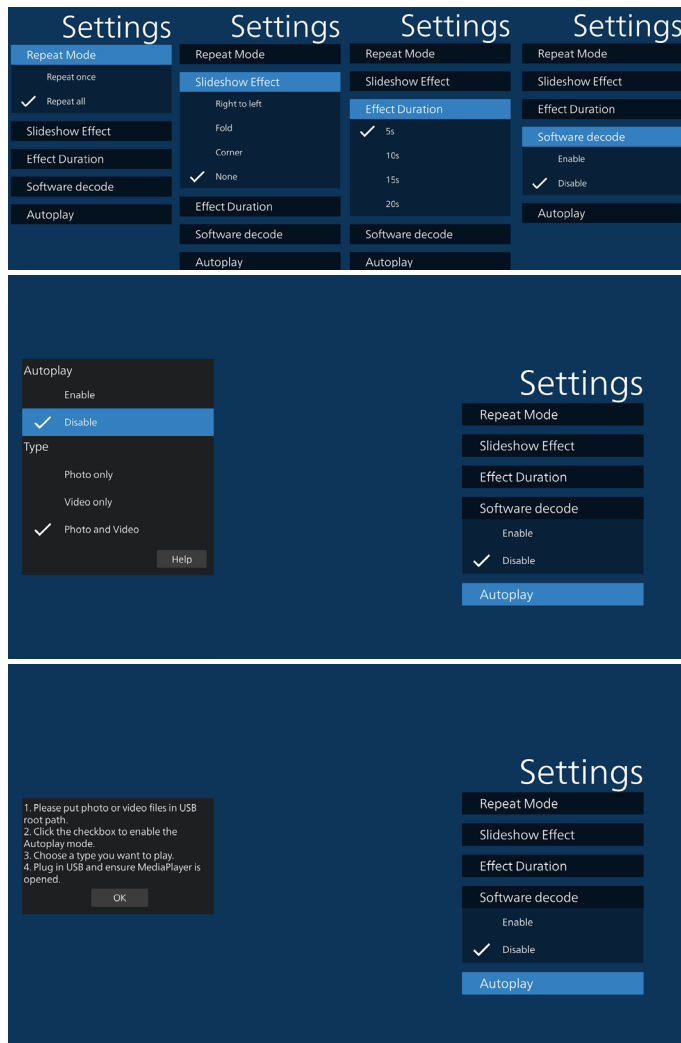 Settings
Repeat Mode
Repeat once
Repeat all
Slideshow Effect
Effect Duration
Software decode
Autoplay
Settings
Repeat Mode
Slideshow Effect
Right to left
Fold
Corner
None
Effect Duration
Software decode
Autoplay
Settings
Repeat Mode
Slideshow Effect
Effect Duration
5s
10s
15s
20s
Software decode
Autoplay
Settings
Repeat Mode
Slideshow Effect
Effect Duration
Software decode
Enable
Disable
Autoplay
Autoplay
Enable
Disable
Type
Photo only
Video only
Photo and Video
Help
Settings
Repeat Mode
Slideshow Effect
Effect Duration
Software decode
Enable
Disable
Autoplay
1. Please put photo or video files in USB
root path.
2. Click the checkbox to enable the
Autoplay mode.
3. Choose a type you want to play.
4. Plug in USB and ensure MediaPlayer is
opened.
OK
Settings
Repeat Mode
Slideshow Effect
Effect Duration
Software decode
Enable
Disable
Autoplay